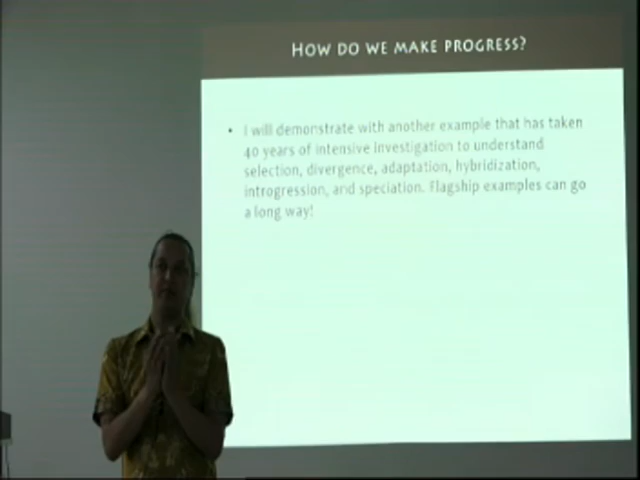 How do we make progress?
• I will demonstrate with another example that has taken
40 years of intensive investigation to understand
selection, divergence, adaptation, hybridization,
introgression, and speciation. Flagship examples can go
a long way!